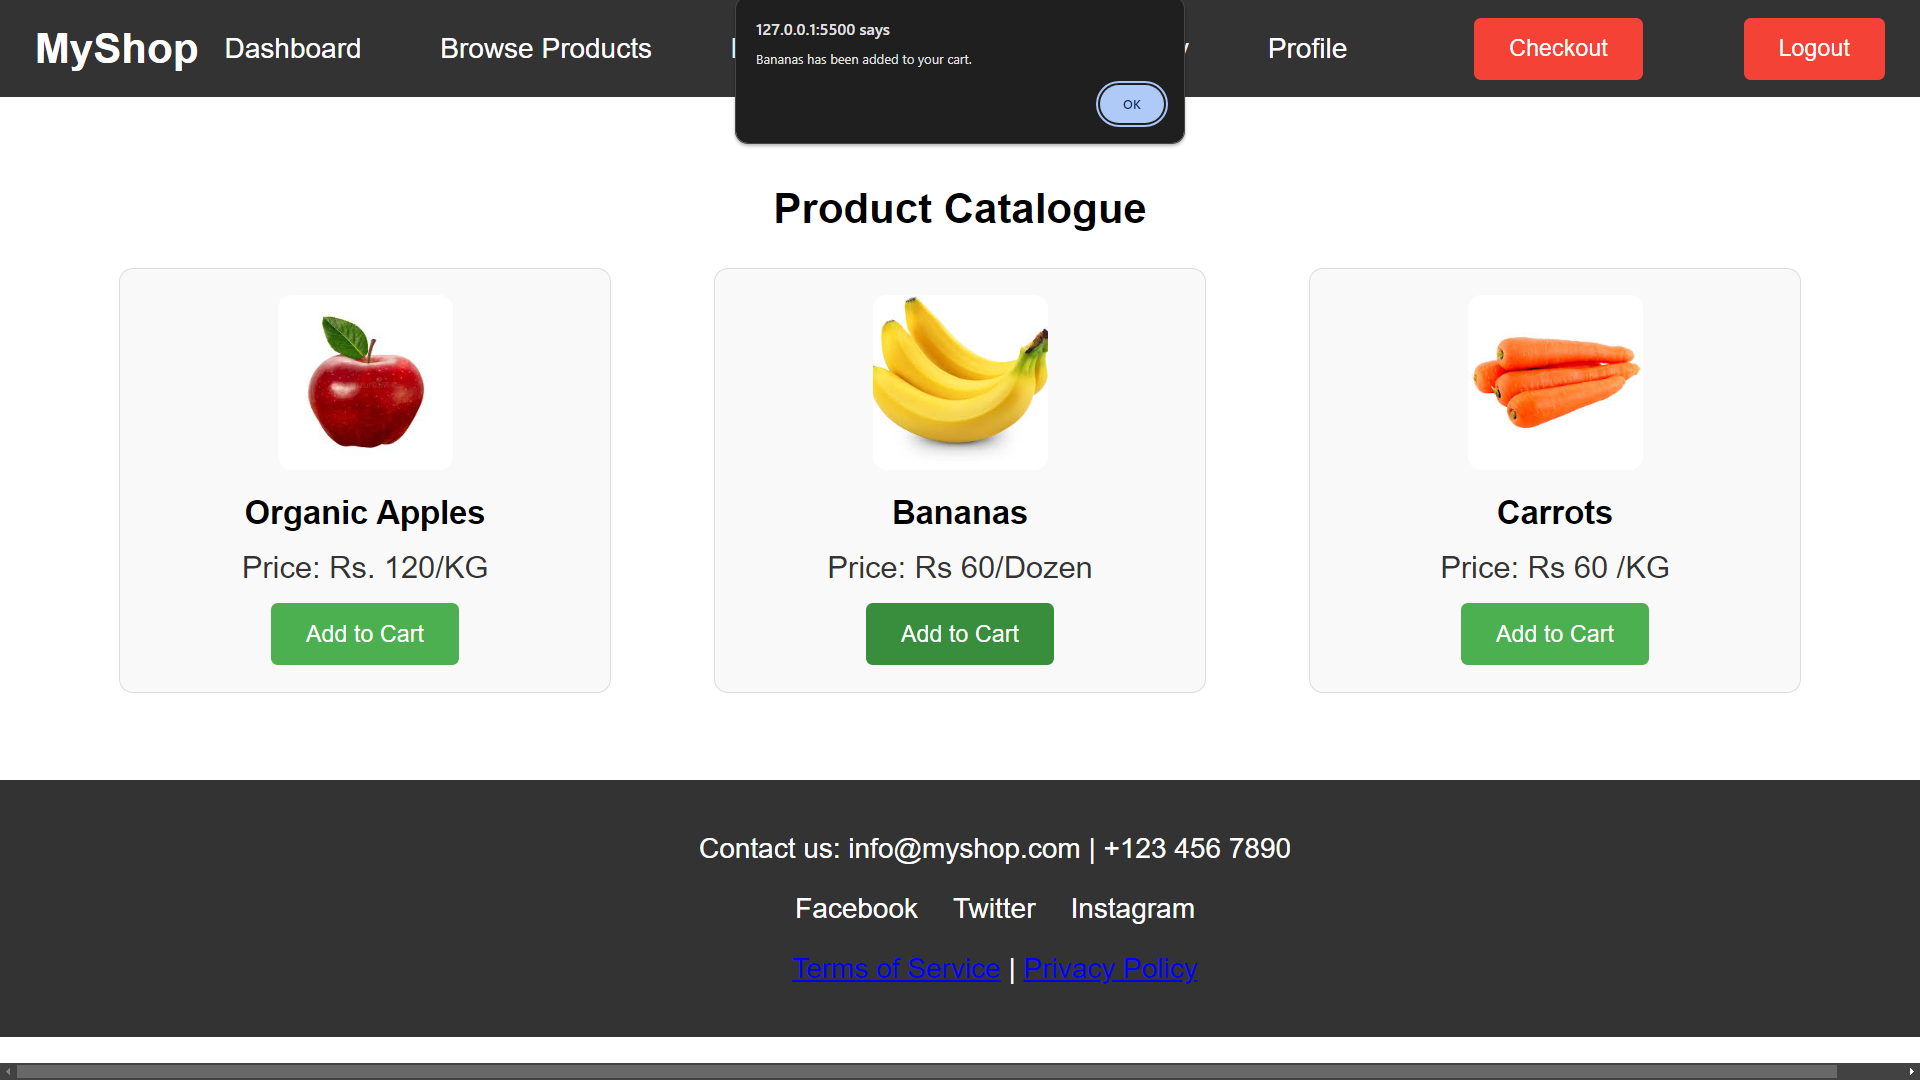 MyShop Dashboard Browse Products Profile Checkout Logout
127.0.0.1:5500 says
Bananas has been added to your cart.
OK
Product Catalogue
Organic Apples Bananas Carrots
Price: Rs. 120/KG Price: Rs 60/Dozen Price: Rs 60 /KG
Add to Cart Add to Cart Add to Cart
Contact us: info@myshop.com | +123 456 7890
Facebook Twitter Instagram
Terms of Service | Privacy Policy